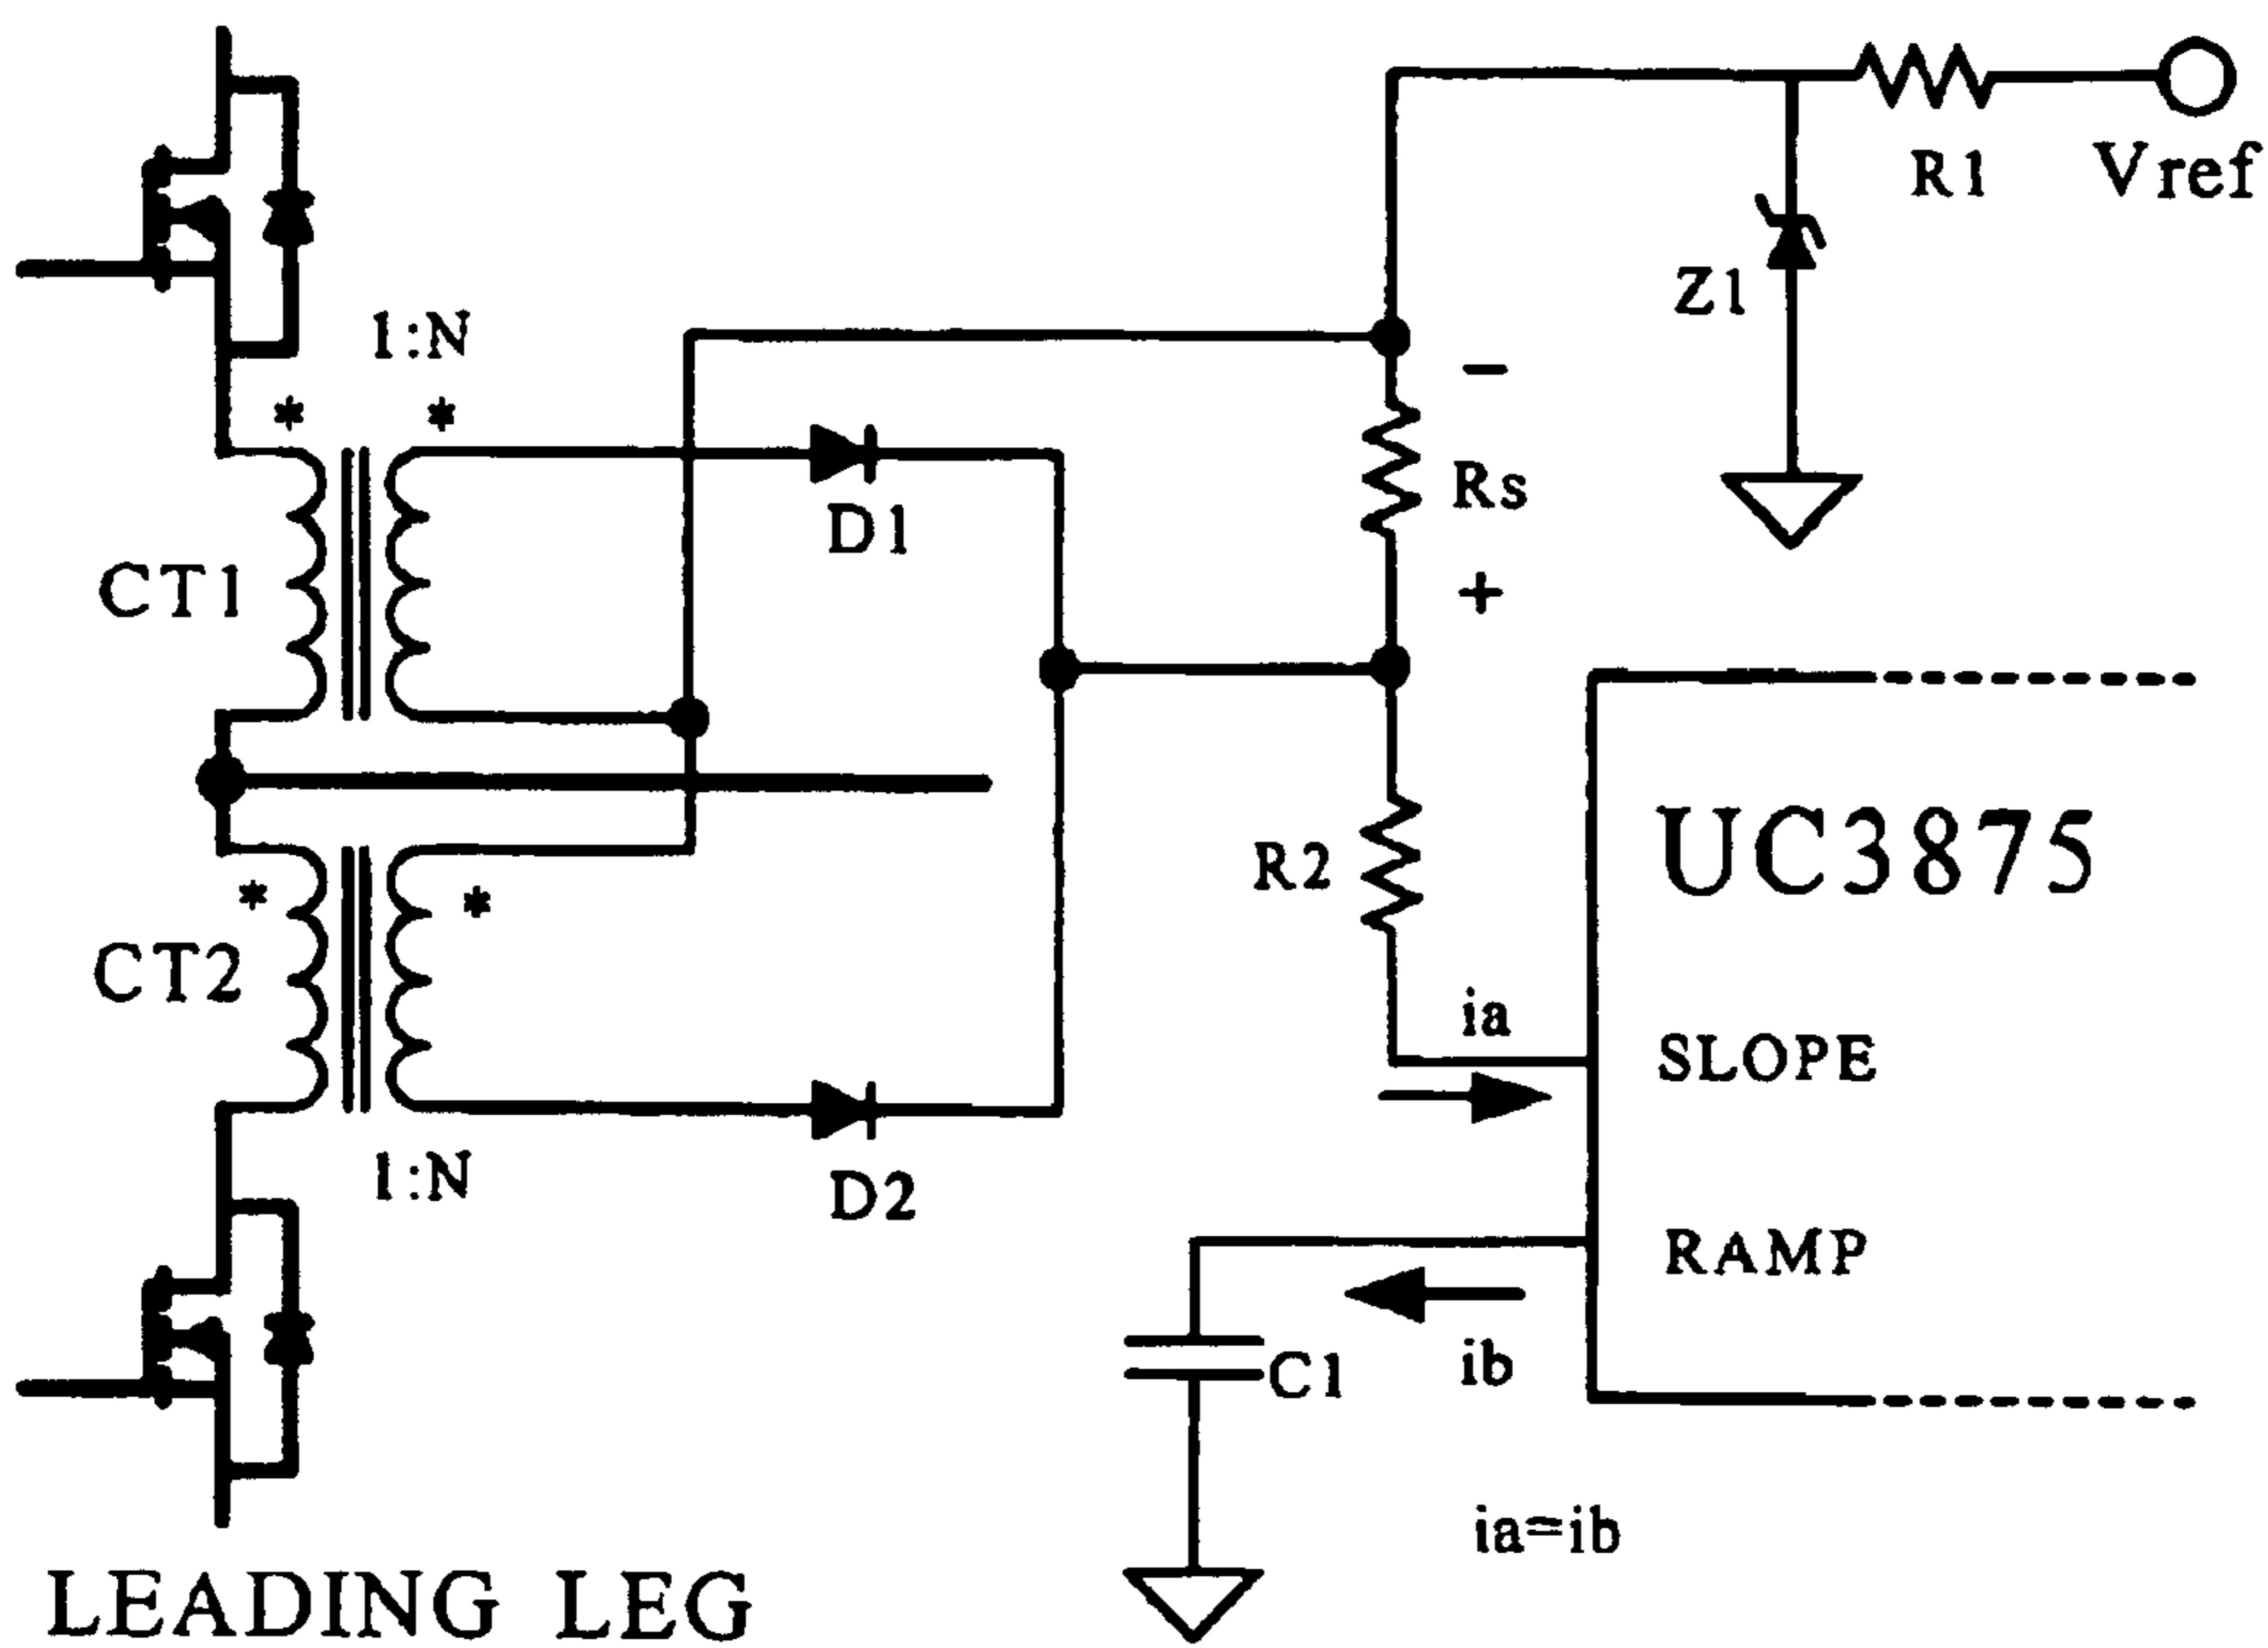 R1
Vref
Z1
1:N
*
*
−
Rs
+
D1
CT1
UC3875
R2
*
*
CT2
ia
SLOPE
1:N
D2
RAMP
ib
C1
ia=ib
LEADING LEG